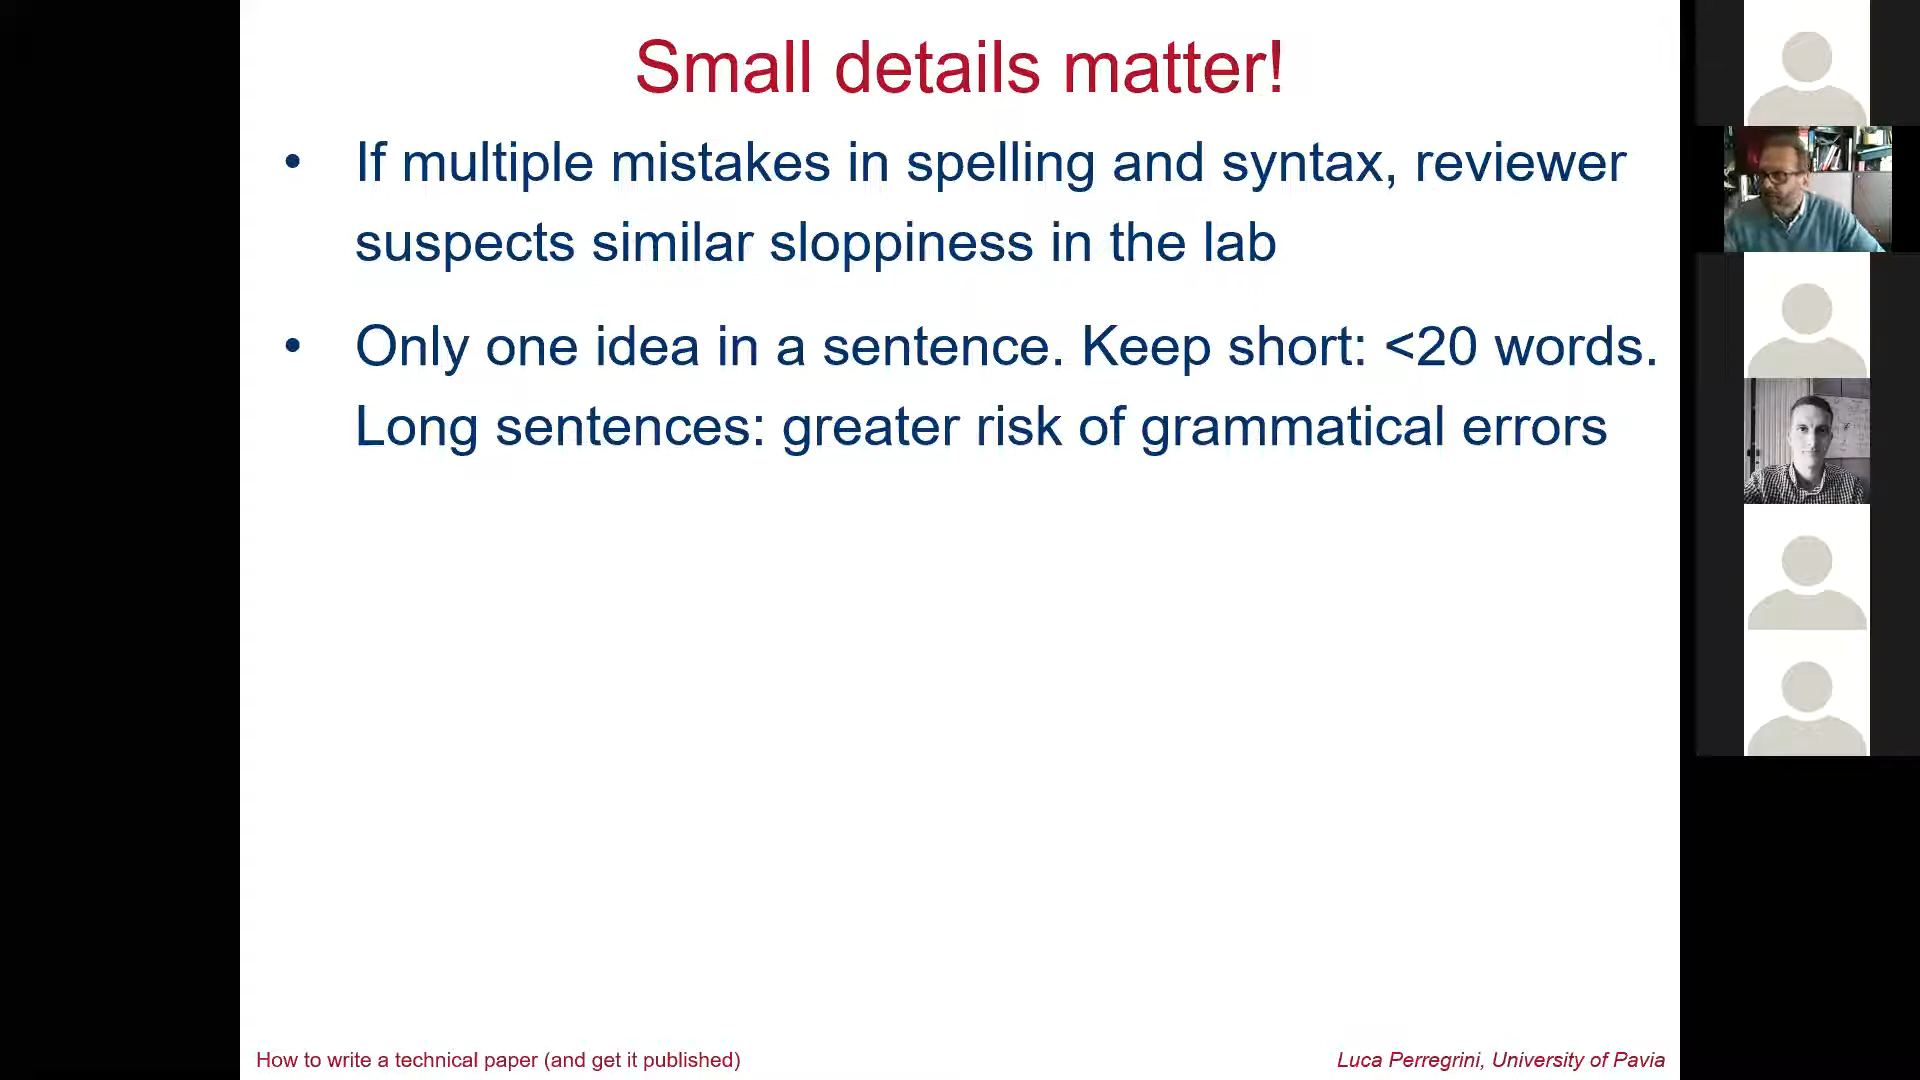 Small details matter!
• If multiple mistakes in spelling and syntax, reviewer
suspects similar sloppiness in the lab
• Only one idea in a sentence. Keep short: <20 words.
Long sentences: greater risk of grammatical errors
How to write a technical paper (and get it published)
Luca Perregrini, University of Pavia